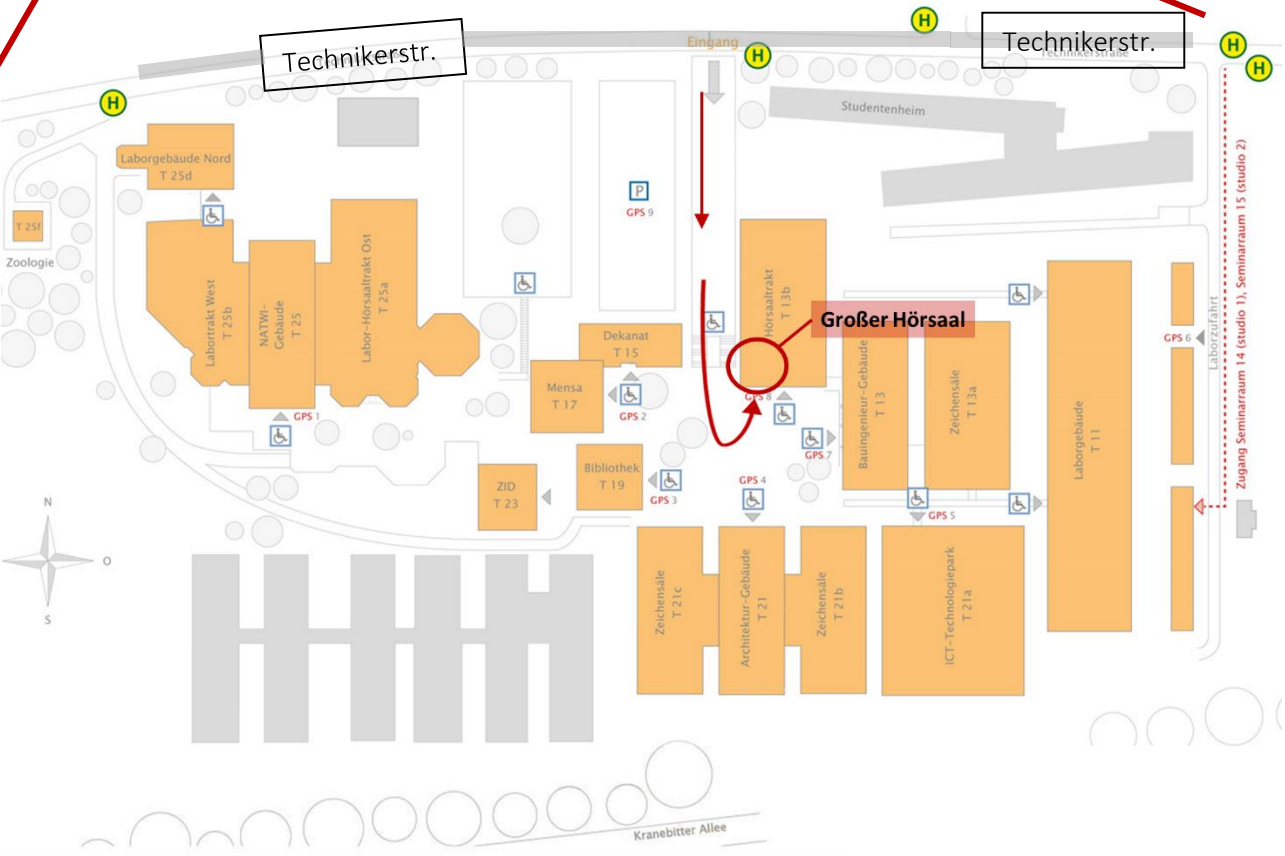 Technikerstr.
Eingang
H
H
Technikerstr.
Technikerstraße
H
H
H
Studentenheim
Laborgebäude Nord
T 25d
P
GPS 9
T 25f
Zoologie
Labortrakt West
T 25b
NATWI-
Gebäude
T 25
Labor-Hörsaaltrakt Ost
T 25a
GPS 1
Dekanat
T 15
Mensa
T 17
GPS 2
Hörsaaltrakt
T 13b
Großer Hörsaal
GPS 8
GPS 7
Bauingenieur-Gebäude
T 13
Zeichensäle
T 13a
Laborgebäude
T 11
GPS 6
Laborzufahrt
Zugang Seminarraum 14 (studio 1), Seminarraum 15 (studio 2)
ZID
T 23
Bibliothek
T 19
GPS 3
GPS 4
GPS 5
N
O
S
Zeichensäle
T 21c
Architektur-Gebäude
T 21
Zeichensäle
T 21b
ICT-Technologiepark
T 21a
Kranebitter Allee